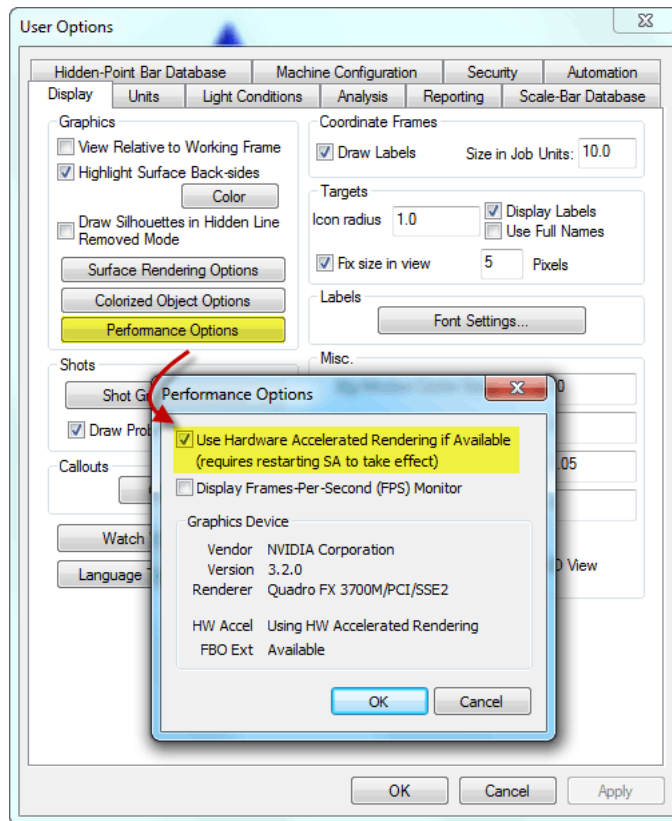 User Options
Hidden-Point Bar Database
Machine Configuration
Security
Automation
Display
Units
Light Conditions
Analysis
Reporting
Scale-Bar Database
Graphics
View Relative to Working Frame
Highlight Surface Back-sides
Color
Draw Silhouettes in Hidden Line
Removed Mode
Surface Rendering Options
Colorized Object Options
Performance Options
Shots
Shot G
Draw Prob
Callouts
Watch
Language
Coordinate Frames
Draw Labels
Size in Job Units: 10.0
Targets
Icon radius 1.0
Display Labels
Use Full Names
Fix size in view 5 Pixels
Labels
Font Settings...
Misc.
0
.05
View
Performance Options
Use Hardware Accelerated Rendering if Available
(requires restarting SA to take effect)
Display Frames-Per-Second (FPS) Monitor
Graphics Device
Vendor NVIDIA Corporation
Version 3.2.0
Renderer Quadro FX 3700M/PCI/SSE2
HW Accel Using HW Accelerated Rendering
FBO Ext Available
OK
Cancel
OK
Cancel
Apply